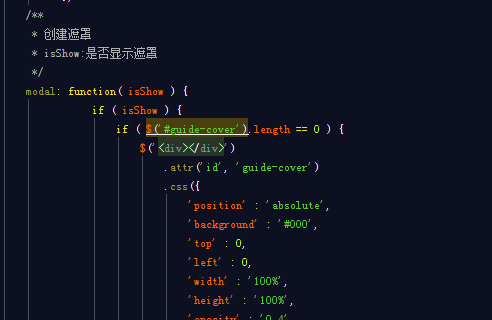 /**
* 创建遮罩
* isShow:是否显示遮罩
*/
modal: function( isShow ) {
if ( isShow ) {
if ( $('#guide-cover').length == 0 ) {
$('<div></div>')
.attr('id', 'guide-cover')
.css({
'position' : 'absolute',
'background' : '#000',
'top' : 0,
'left' : 0,
'width' : '100%',
'height' : '100%',